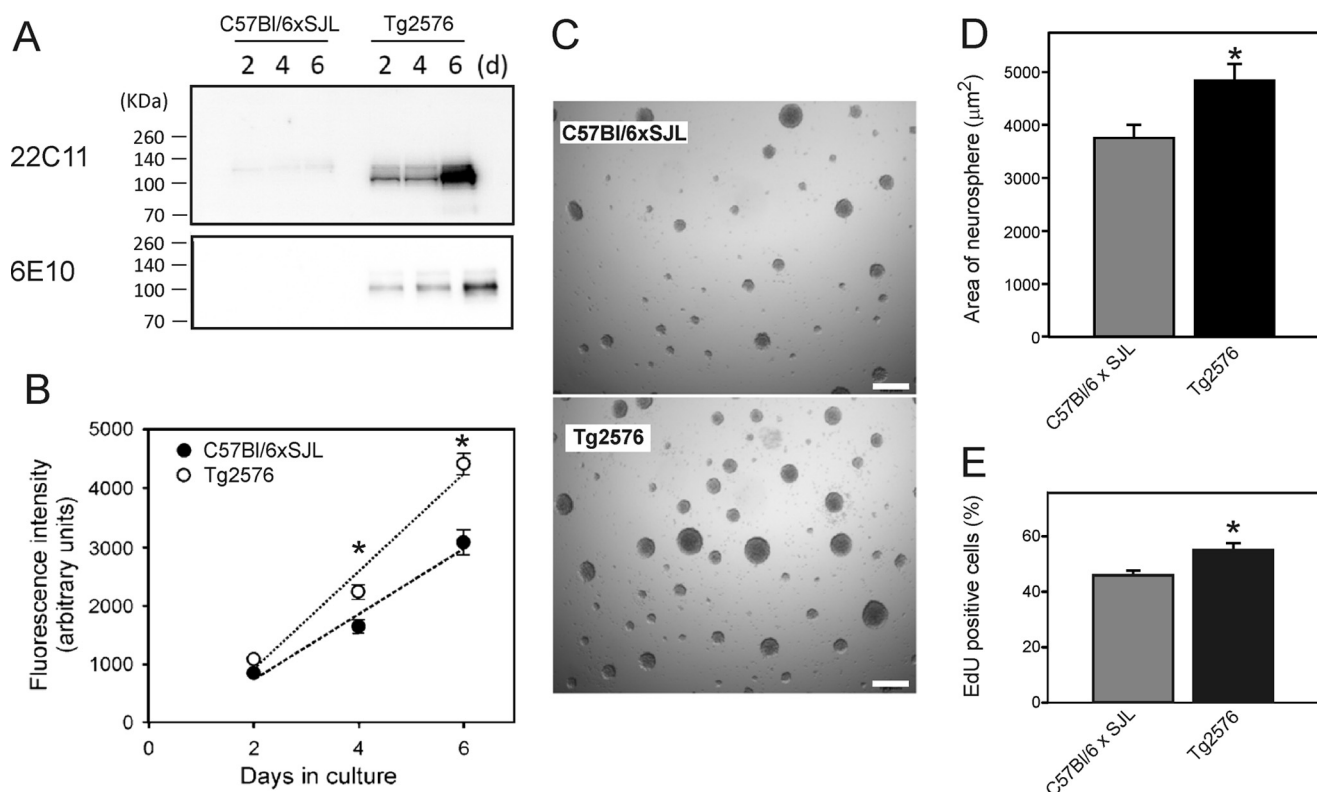 A
C57Bl/6xSJL Tg2576
2 4 6 2 4 6 (d)
(KDa)
22C11
260
140
100
70
6E10
260
140
100
70
B
Fluorescence intensity
(arbitrary units)
5000
4000
3000
2000
1000
0
C57Bl/6xSJL
Tg2576
*
*
0 2 4 6
Days in culture
C
C57Bl/6xSJL
Tg2576
D
Area of neurosphere (μm²)
5000
4000
3000
2000
1000
0
*
C57Bl/6 x SJL
Tg2576
E
EdU positive cells (%)
60
40
20
0
*
C57Bl/6 x SJL
Tg2576